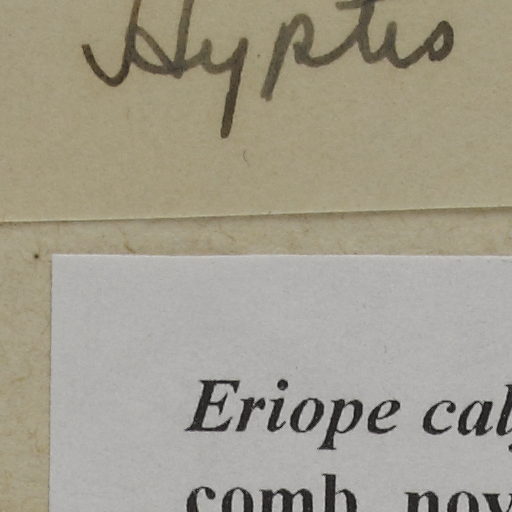 Hyptis
Eriope cal
comb. nov